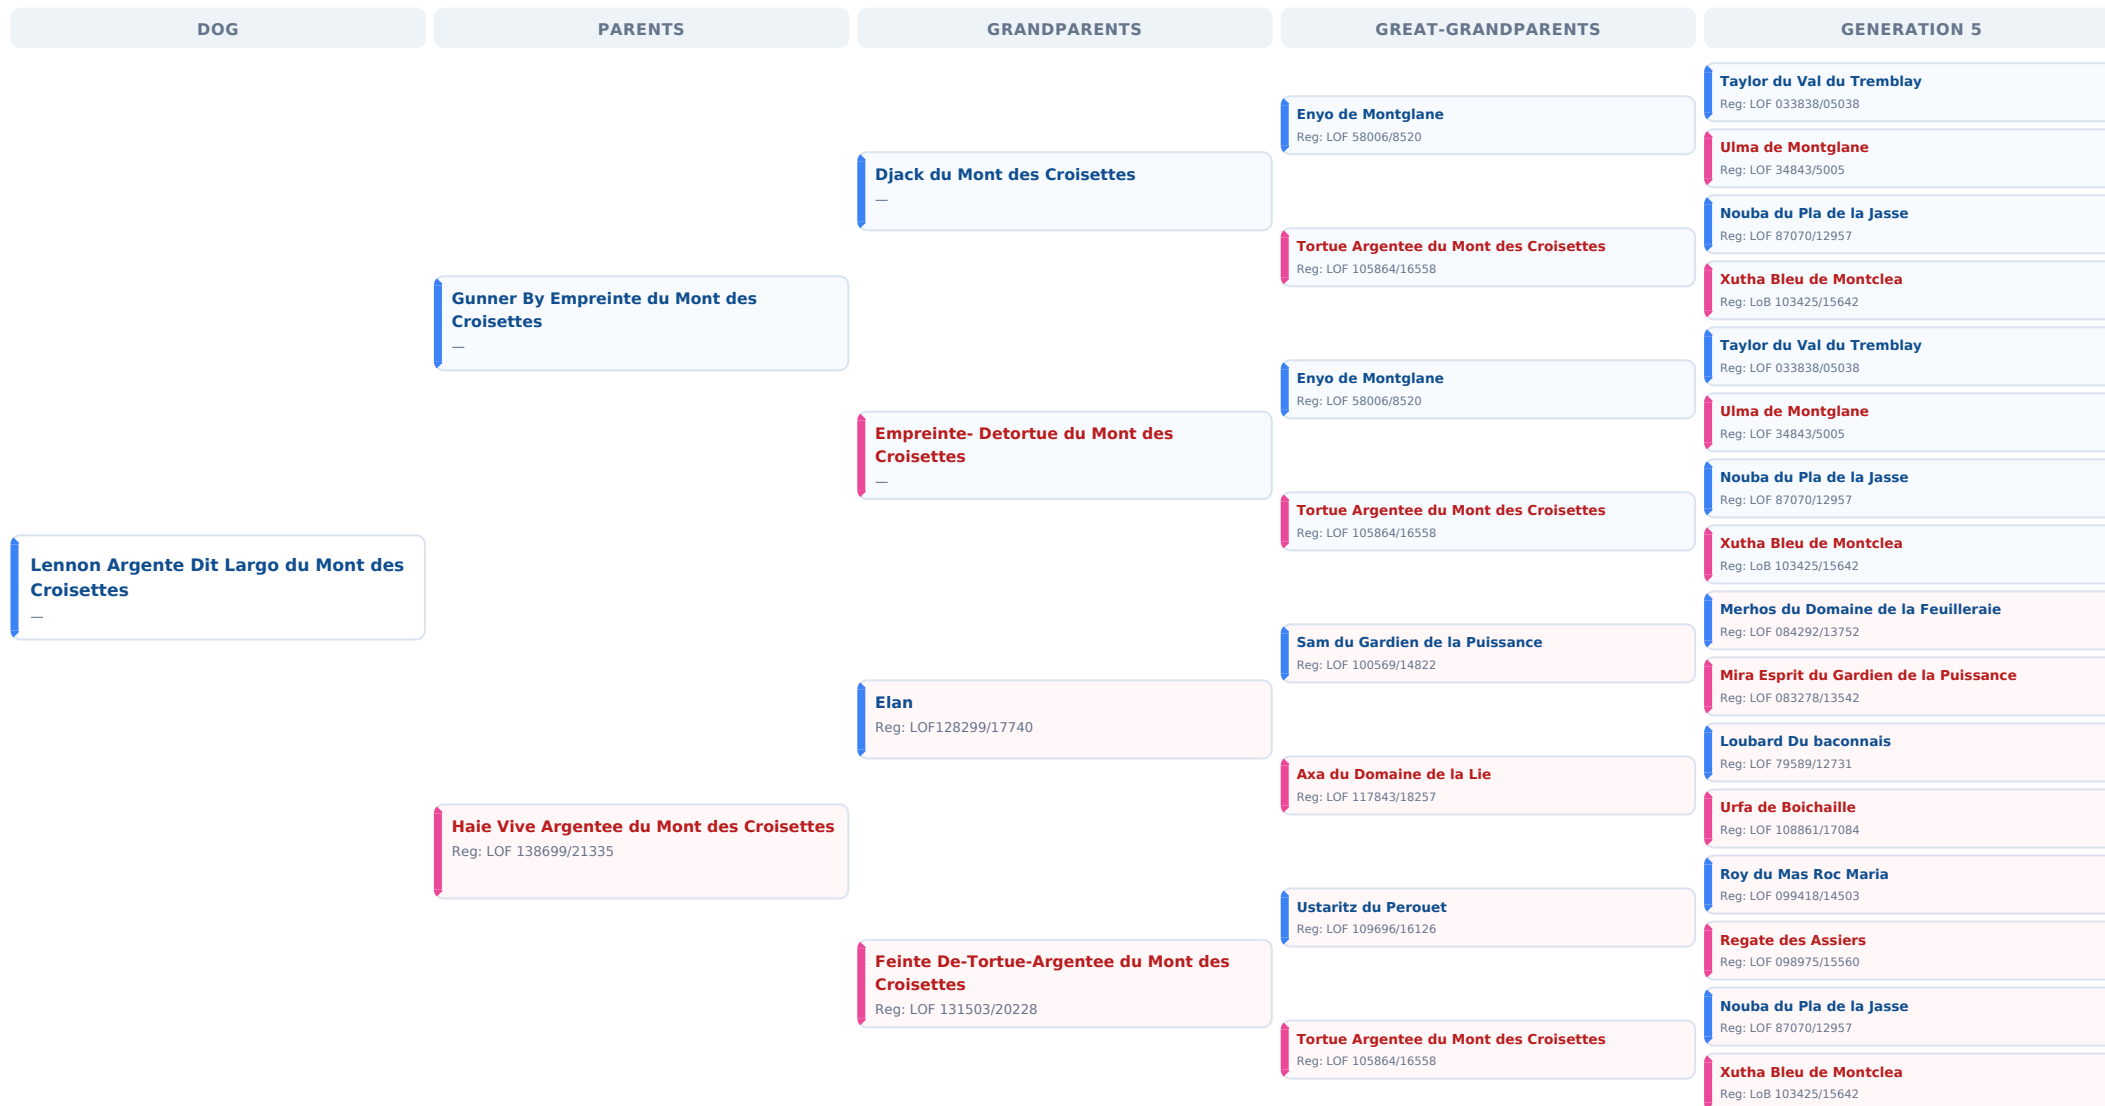 DOG
PARENTS
GRANDPARENTS
GREAT-GRANDPARENTS
GENERATION 5
Lennon Argente Dit Largo du Mont des
Croisettes
—
Gunner By Empreinte du Mont des
Croisettes
—
Haie Vive Argentee du Mont des Croisettes
Reg: LOF 138699/21335
Djack du Mont des Croisettes
—
Empreinte- Detortue du Mont des
Croisettes
—
Elan
Reg: LOF128299/17740
Feinte De-Tortue-Argentee du Mont des
Croisettes
Reg: LOF 131503/20228
Enyo de Montglane
Reg: LOF 58006/8520
Tortue Argentee du Mont des Croisettes
Reg: LOF 105864/16558
Enyo de Montglane
Reg: LOF 58006/8520
Tortue Argentee du Mont des Croisettes
Reg: LOF 105864/16558
Sam du Gardien de la Puissance
Reg: LOF 100569/14822
Axa du Domaine de la Lie
Reg: LOF 117843/18257
Ustaritz du Perouet
Reg: LOF 109696/16126
Tortue Argentee du Mont des Croisettes
Reg: LOF 105864/16558
Taylor du Val du Tremblay
Reg: LOF 033838/05038
Ulma de Montglane
Reg: LOF 34843/5005
Nouba du Pla de la Jasse
Reg: LOF 87070/12957
Xutha Bleu de Montclea
Reg: LoB 103425/15642
Taylor du Val du Tremblay
Reg: LOF 033838/05038
Ulma de Montglane
Reg: LOF 34843/5005
Nouba du Pla de la Jasse
Reg: LOF 87070/12957
Xutha Bleu de Montclea
Reg: LoB 103425/15642
Merhos du Domaine de la Feuilleraie
Reg: LOF 084292/13752
Mira Esprit du Gardien de la Puissance
Reg: LOF 083278/13542
Loubard Du baconnais
Reg: LOF 79589/12731
Urfa de Boichaille
Reg: LOF 108861/17084
Roy du Mas Roc Maria
Reg: LOF 099418/14503
Regate des Assiers
Reg: LOF 098975/15560
Nouba du Pla de la Jasse
Reg: LOF 87070/12957
Xutha Bleu de Montclea
Reg: LoB 103425/15642